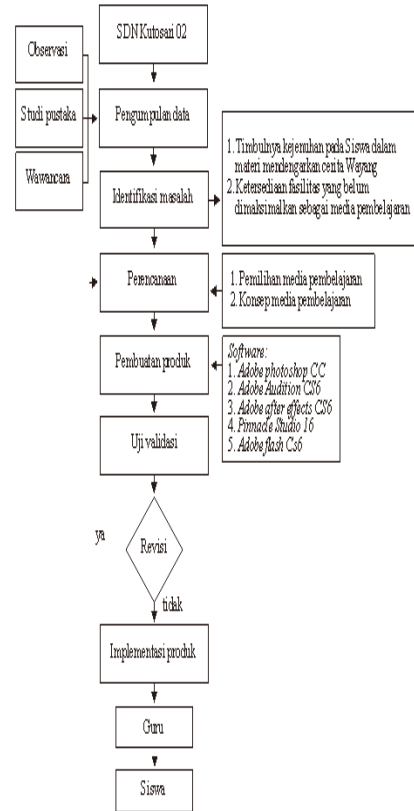 SDN Kutosari 02
Observasi
Studi pustaka
Wawancara
Pengumpulan data
Identifikasi masalah
1. Timbulnya kejenuhan pada Siswa dalam
materi mendengarkan cerita Wayang
2. Ketersediaan fasilitas yang belum
dimaksimalkan sebagai media pembelajaran
Perencanaan
1. Pemilihan media pembelajaran
2. Konsep media pembelajaran
Pembuatan produk
Software:
1. Adobe photoshop CC
2. Adobe Audition CS6
3. Adobe after effects CS6
4. Pinnacle Studio 16
5. Adobe flash Cs6
Uji validasi
ya
Revisi
tidak
Implementasi produk
Guru
Siswa